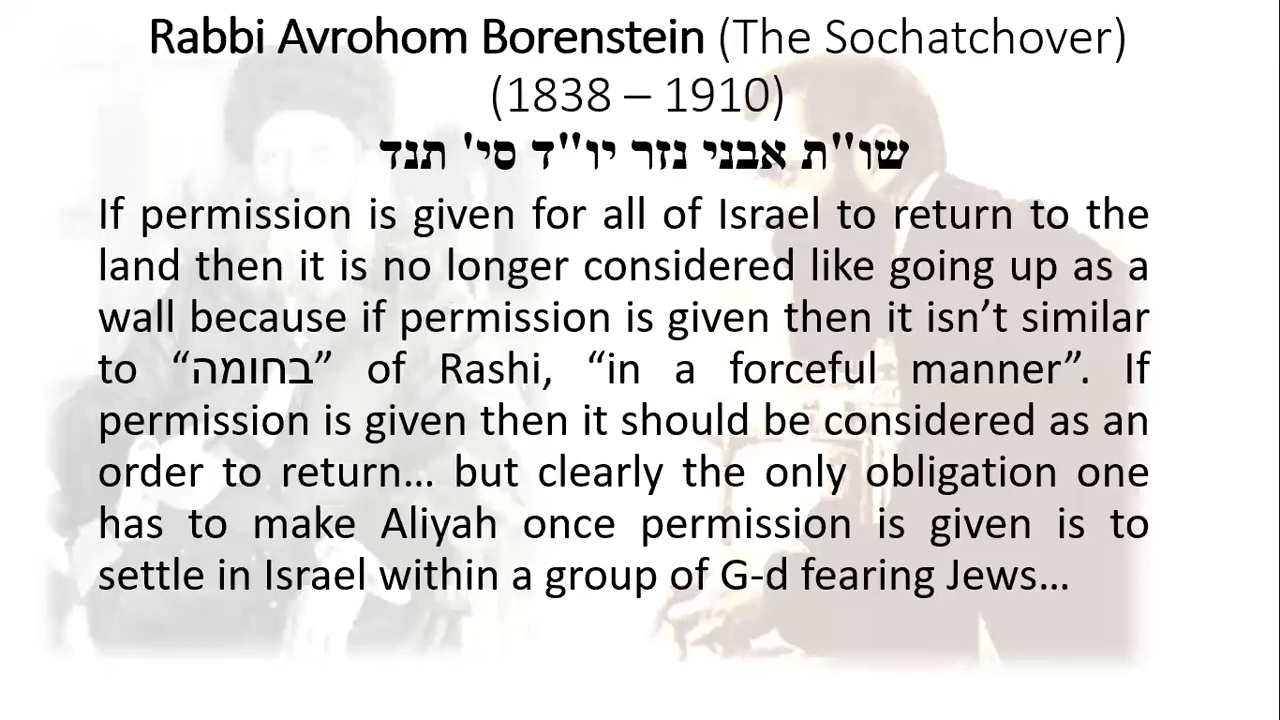 Rabbi Avrohom Borenstein (The Sochatchover)
(1838 – 1910)
שו"ת אבני נזר יו"ד סי' תנד
If permission is given for all of Israel to return to the
land then it is no longer considered like going up as a
wall because if permission is given then it isn’t similar
to “בחומה” of Rashi, “in a forceful manner”. If
permission is given then it should be considered as an
order to return… but clearly the only obligation one
has to make Aliyah once permission is given is to
settle in Israel within a group of G-d fearing Jews…